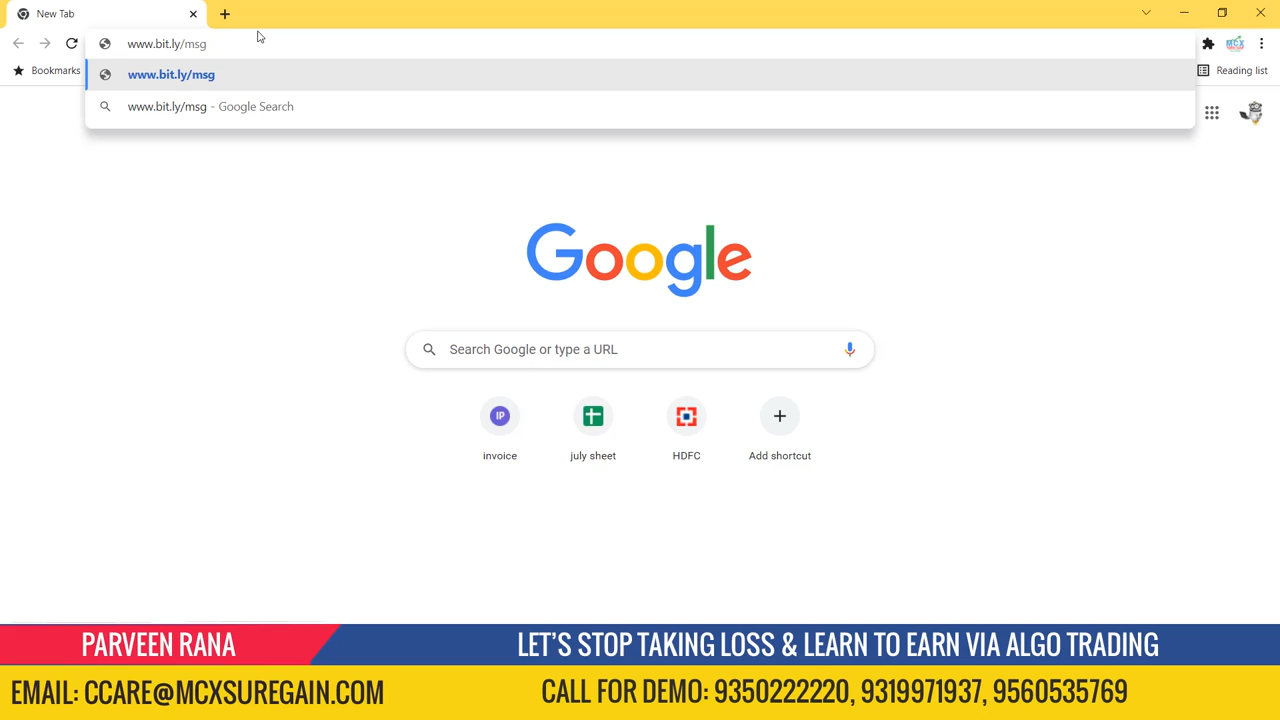 New Tab
www.bit.ly/msg
Bookmarks
www.bit.ly/msg
Reading list
www.bit.ly/msg - Google Search
MCX
Google
Search Google or type a URL
IP
invoice
july sheet
HDFC
Add shortcut
PARVEEN RANA
LET'S STOP TAKING LOSS & LEARN TO EARN VIA ALGO TRADING
EMAIL: CCARE@MCXSUREGAIN.COM
CALL FOR DEMO: 9350222220, 9319971937, 9560535769